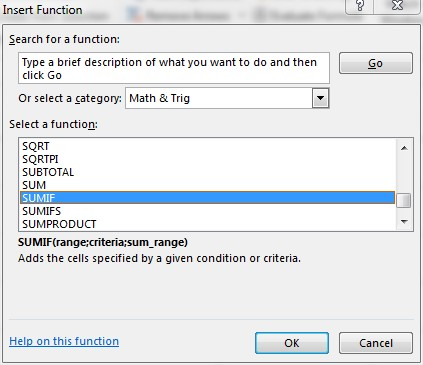 Insert Function
?
Search for a function:
Type a brief description of what you want to do and then
click Go
Go
Or select a category: Math & Trig
Select a function:
SQRT
SQRTPI
SUBTOTAL
SUM
SUMIF
SUMIFS
SUMPRODUCT
SUMIF(range;criteria;sum_range)
Adds the cells specified by a given condition or criteria.
Help on this function
OK Cancel